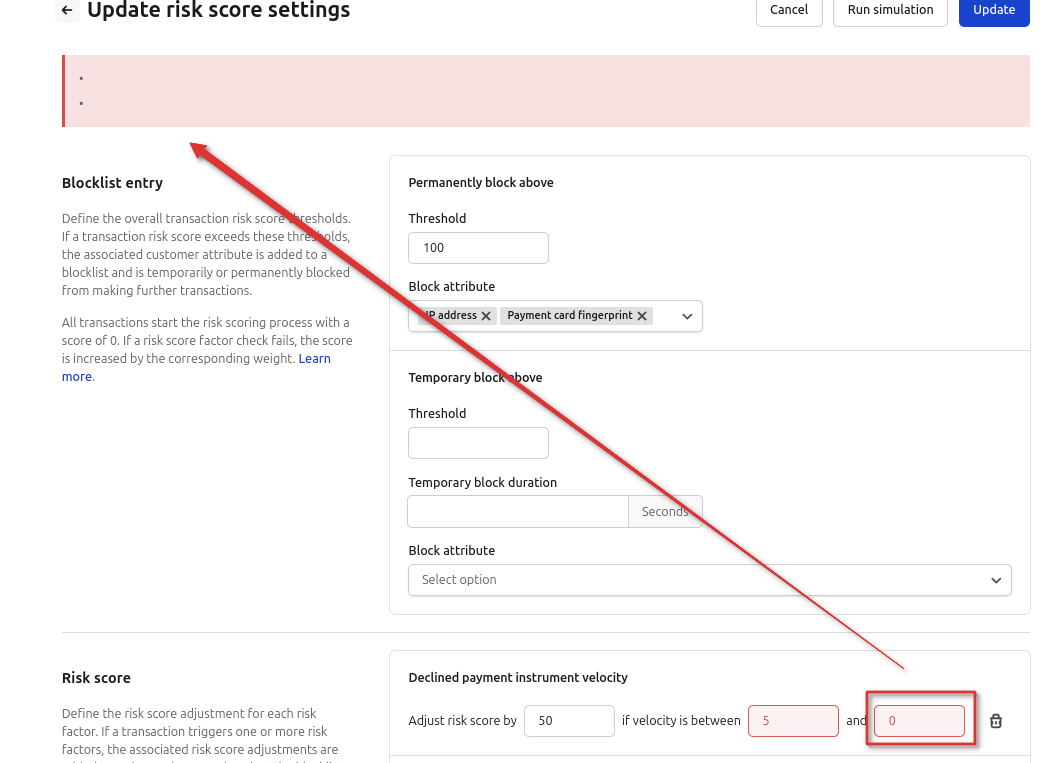 Update risk score settings
Cancel
Run simulation
Update
Blocklist entry
Define the overall transaction risk score thresholds.
If a transaction risk score exceeds these thresholds,
the associated customer attribute is added to a
blocklist and is temporarily or permanently blocked
from making further transactions.
All transactions start the risk scoring process with a
score of 0. If a risk score factor check fails, the score
is increased by the corresponding weight. Learn
more.
Permanently block above
Threshold
100
Block attribute
IP address Payment card fingerprint
Temporary block above
Threshold
Temporary block duration
Seconds
Block attribute
Select option
Risk score
Define the risk score adjustment for each risk
factor. If a transaction triggers one or more risk
factors, the associated risk score adjustments are
Declined payment instrument velocity
Adjust risk score by 50 if velocity is between 5 and 0